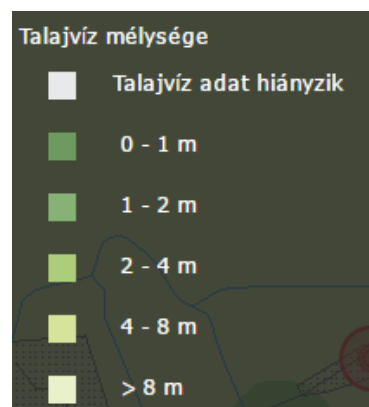 Talajvíz mélysége
Talajvíz adat hiányzik
0 - 1 m
1 - 2 m
2 - 4 m
4 - 8 m
> 8 m